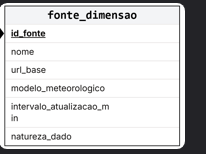 fonte_dimensao
id_fonte
nome
url_base
modelo_meteorologico
intervalo_atualizacao_m
in
natureza_dado